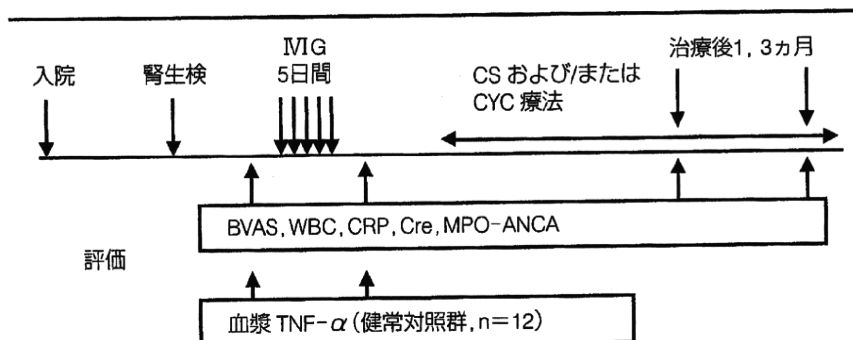 IVIG
5日間
治療後1, 3ヵ月
入院
腎生検
CS および/または
CYC 療法
BVAS, WBC, CRP, Cre, MPO-ANCA
評価
血漿 TNF-α (健常対照群, n=12)